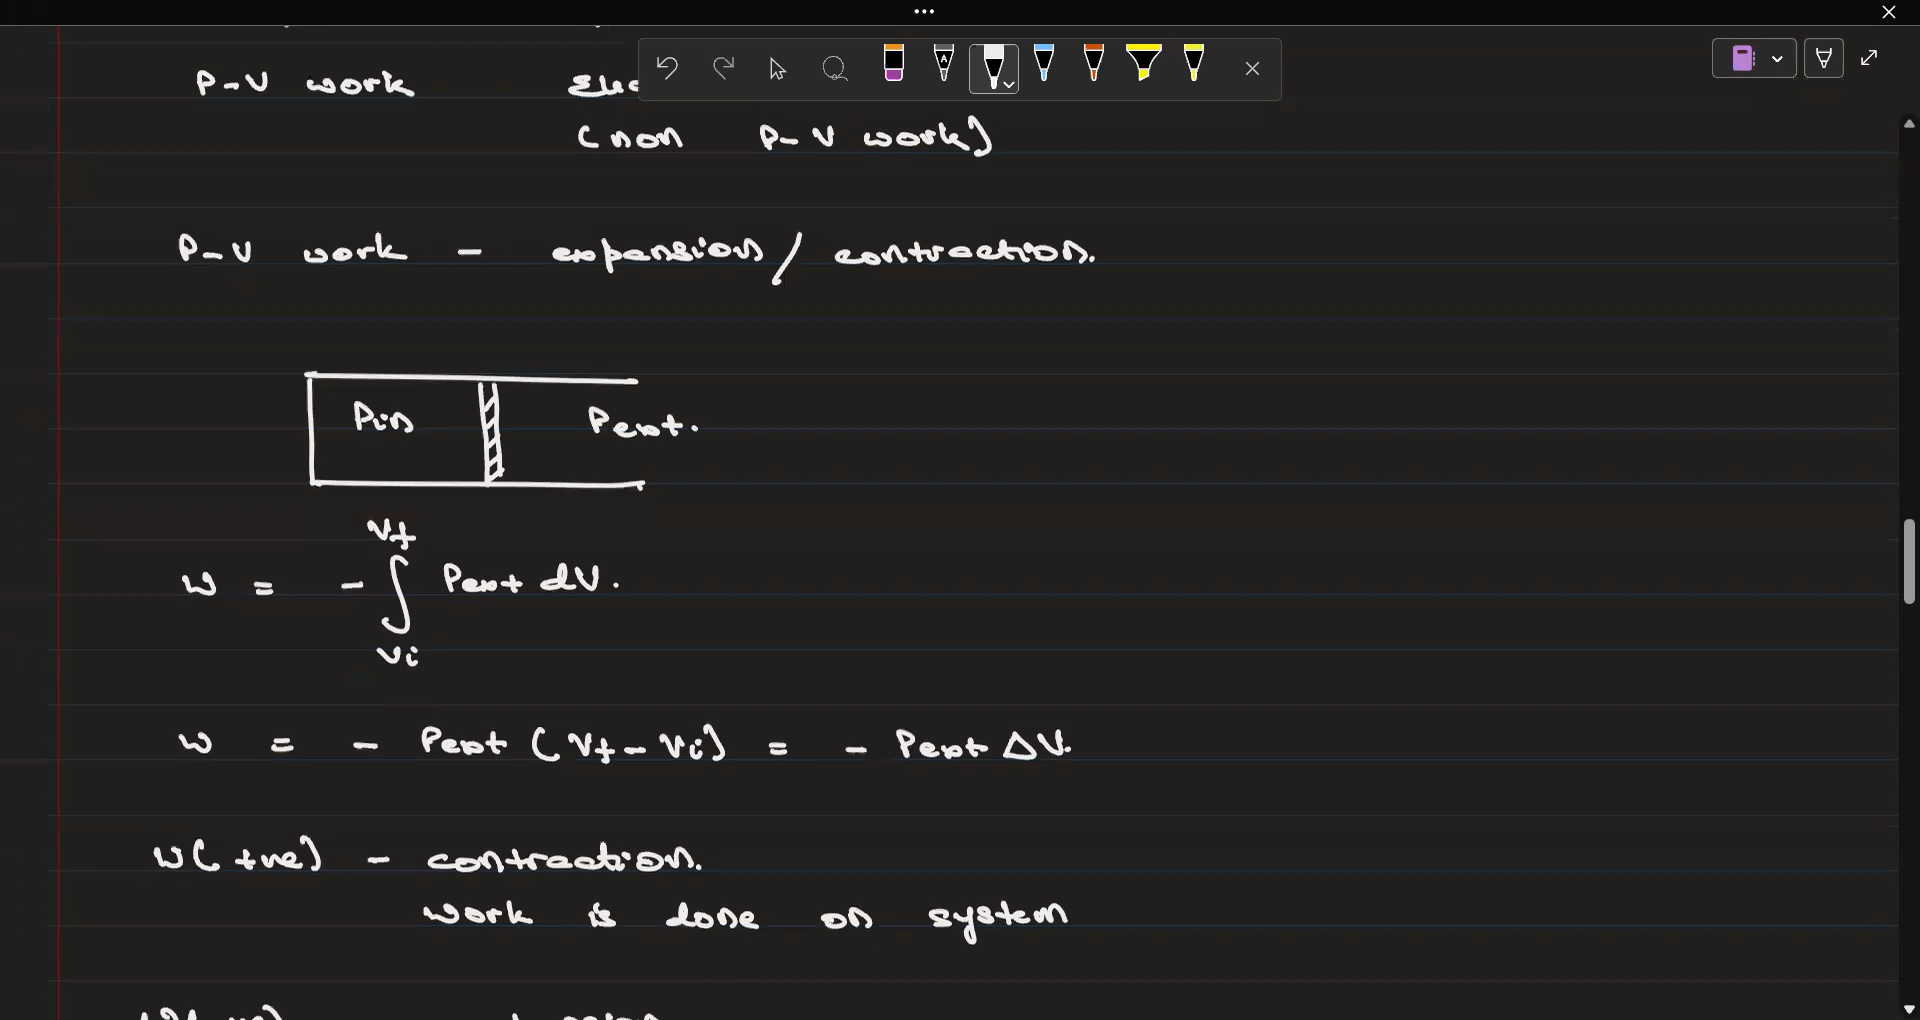 P-V work
(non P-V work)
P-V work - expansion / contraction.
Pin Pext.
Vf
w = - ∫ Pext dV.
Vi
w = - Pext (Vf - Vi) = - Pext ΔV.
w(+ve) - contraction.
work is done on system